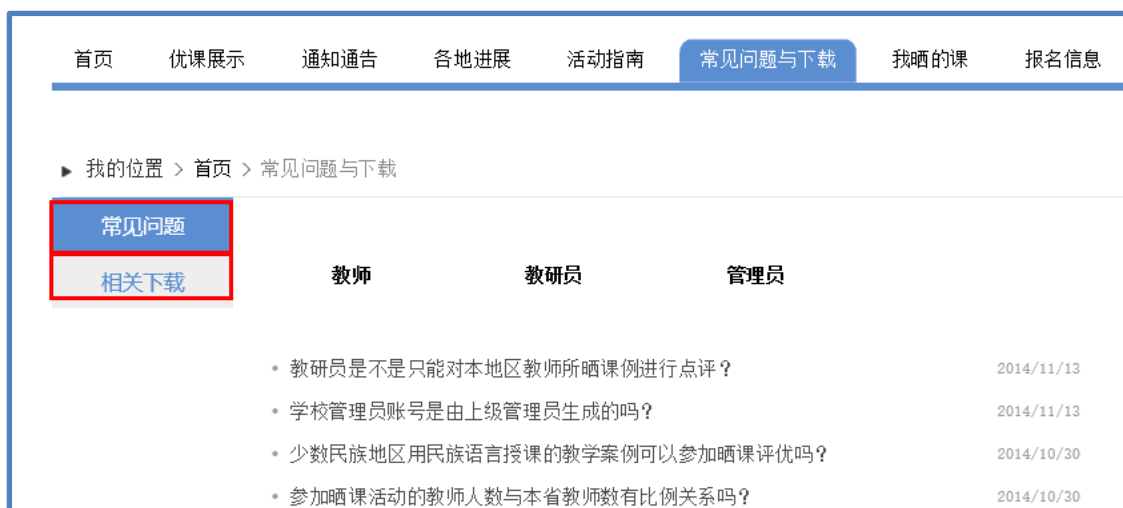 首页 优课展示 通知通告 各地进展 活动指南 常见问题与下载 我晒的课 报名信息
我的位置 > 首页 > 常见问题与下载
常见问题
相关下载
教师 教研员 管理员
教研员是不是只能对本地区教师所晒课例进行点评？ 2014/11/13
学校管理员账号是由上级管理员生成的吗？ 2014/11/13
少数民族地区用民族语言授课的教学案例可以参加晒课评优吗？ 2014/10/30
参加晒课活动的教师人数与本省教师数有比例关系吗？ 2014/10/30